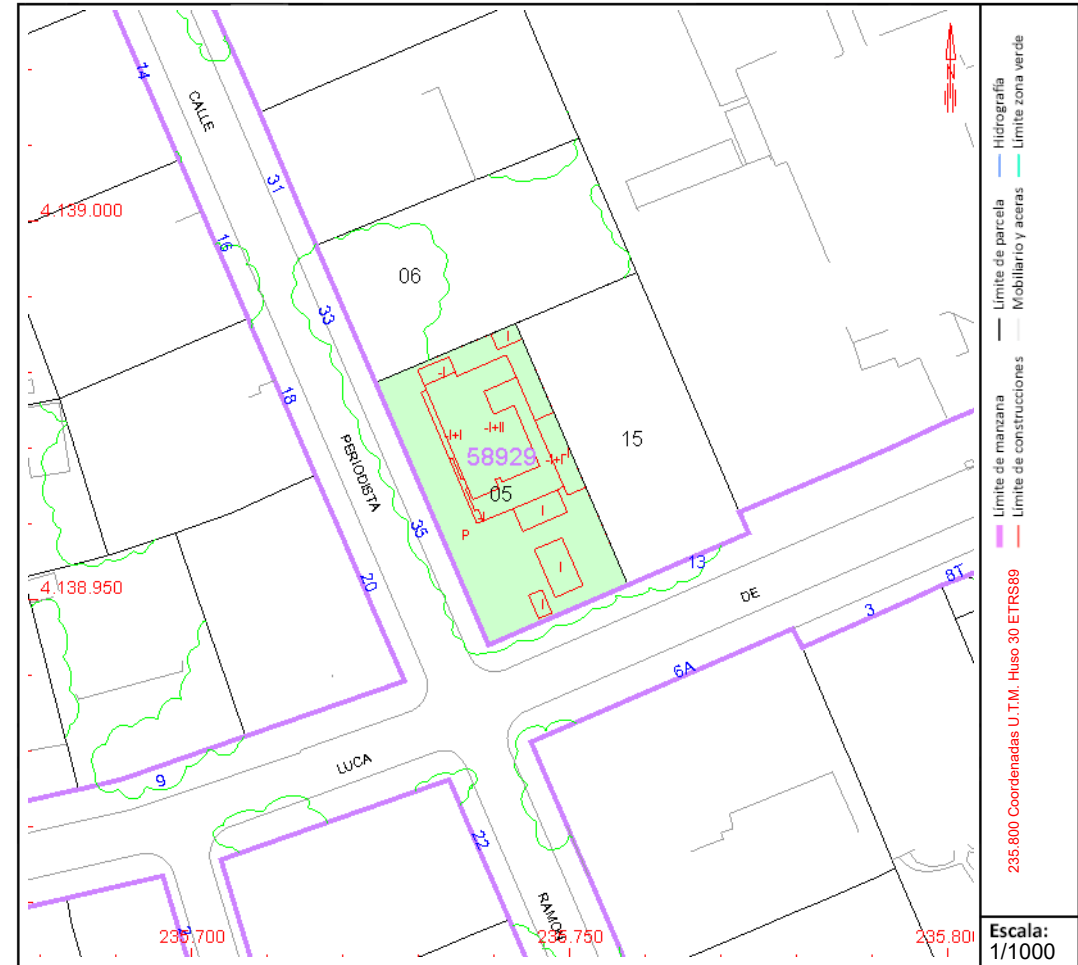 14
CALLE
31
4.139.000
16
06
33
18
-I
I
15
-I+I
-I+II
58929
-I+I
05
PERIODISTA
P
I
35
13
I
4.138.950
20
I
DE
8T
3
6A
LUCA
9
22
RAMON
235.700
235.750
235.800
N
Hidrografía
Límite zona verde
Límite de parcela
Mobiliario y aceras
Límite de manzana
Límite de construcciones
235.800 Coordenadas U.T.M. Huso 30 ETRS89
Escala:
1/1000